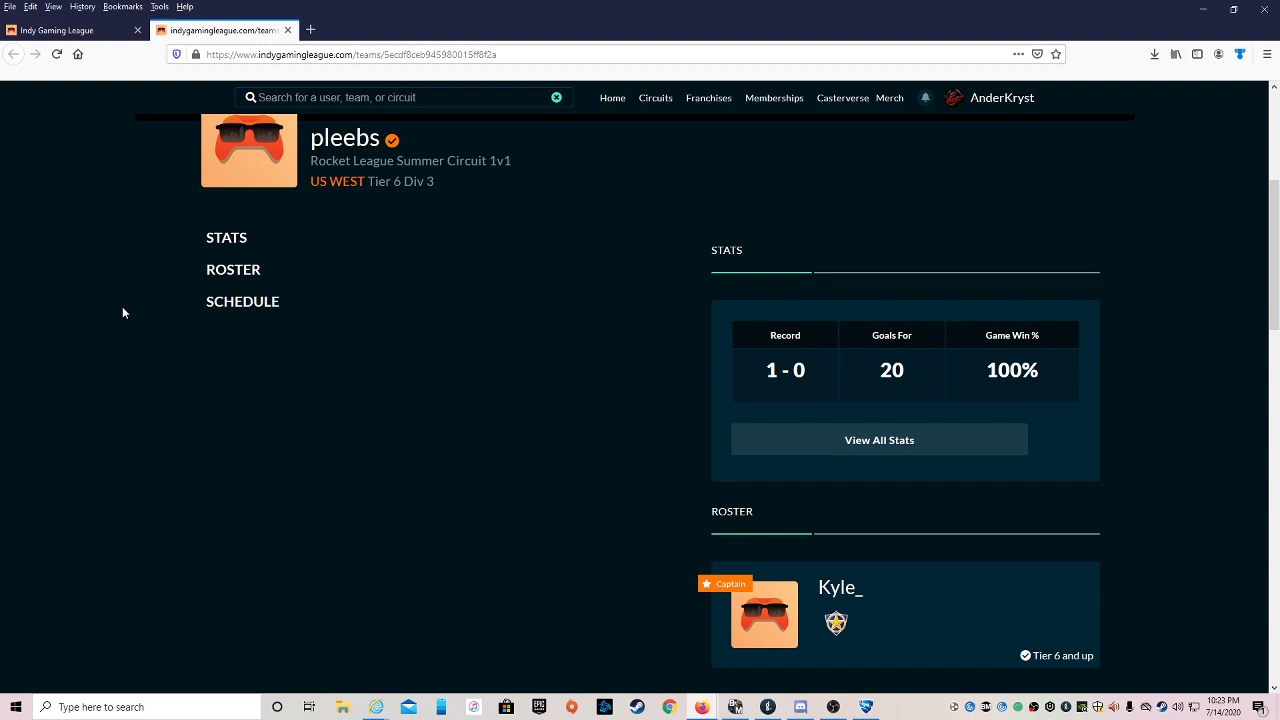 File Edit View History Bookmarks Tools Help
Indy Gaming League
indygamingleague.com/teams
https://www.indygamingleague.com/teams/5ecdf8ceb945980015ff8f2a
Search for a user, team, or circuit
Home Circuits Franchises Memberships Casterverse Merch AnderKryst
pleebs
Rocket League Summer Circuit 1v1
US WEST Tier 6 Div 3
STATS
ROSTER
SCHEDULE
STATS
Record Goals For Game Win %
1 - 0 20 100%
View All Stats
ROSTER
Captain
Kyle_
Tier 6 and up
Type here to search
EPIC GAMES
10:23 PM
7/14/2020